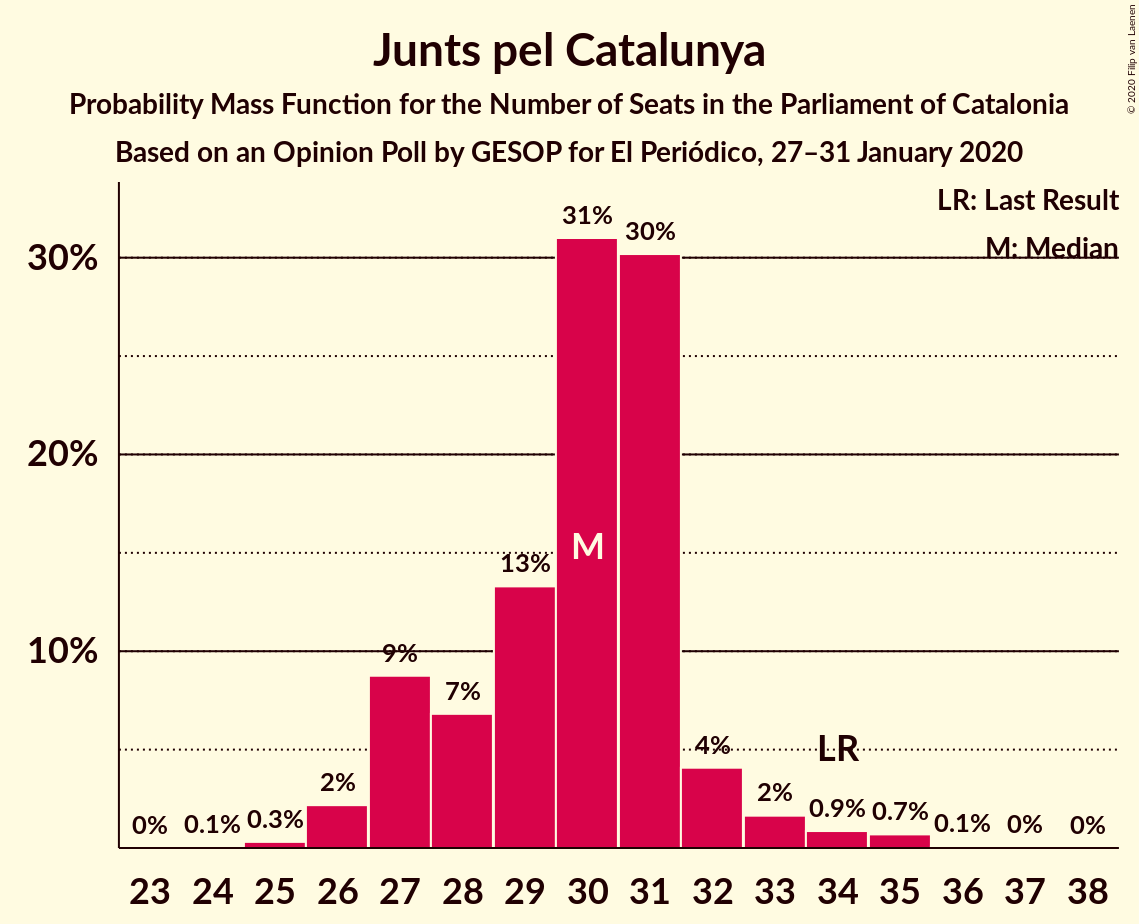 Junts pel Catalunya
Probability Mass Function for the Number of Seats in the Parliament of Catalonia
Based on an Opinion Poll by GESOP for El Periódico, 27–31 January 2020
© 2020 Filip van Laenen
LR: Last Result
M: Median
30%
20%
10%
0%
0.1%
0.3%
2%
9%
7%
13%
31%
30%
4%
2%
0.9%
0.7%
0.1%
0%
0%
M
LR
23 24 25 26 27 28 29 30 31 32 33 34 35 36 37 38